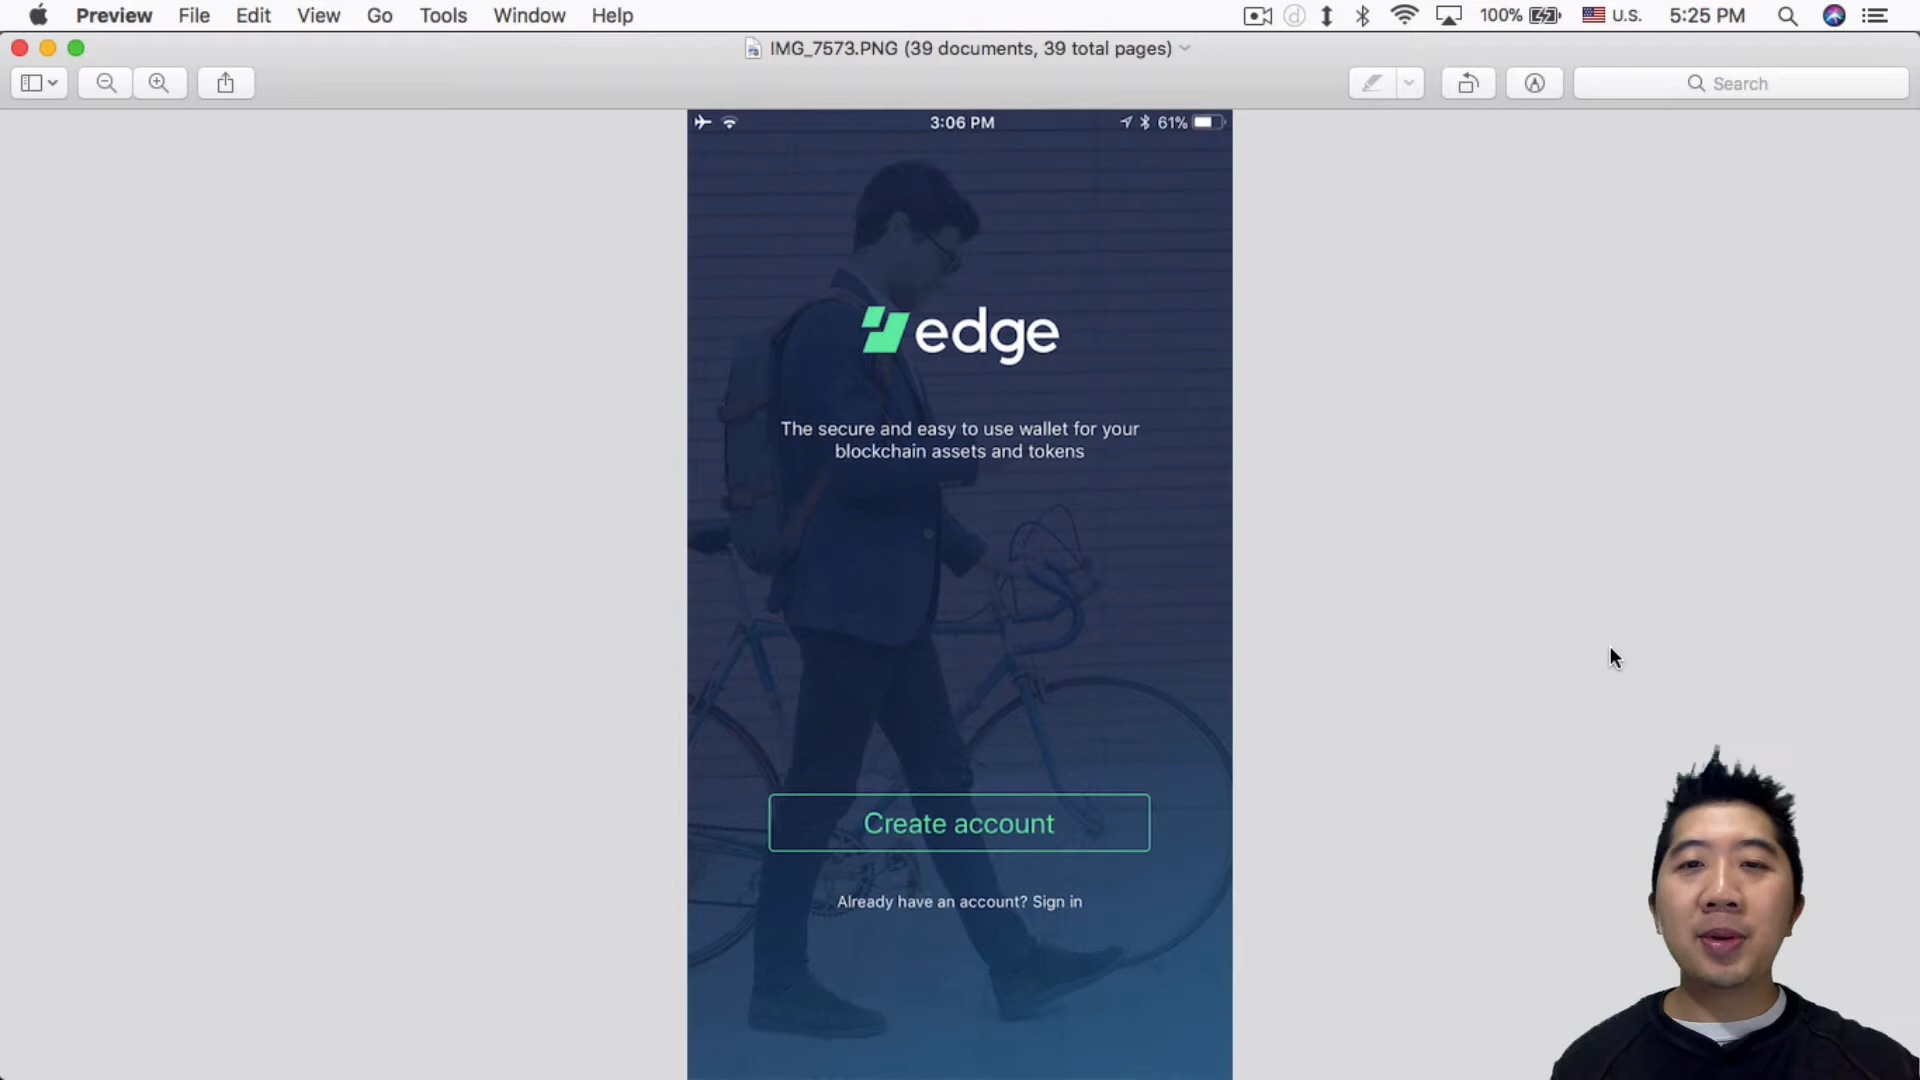 Preview File Edit View Go Tools Window Help 100% U.S. 5:25 PM
IMG_7573.PNG (39 documents, 39 total pages)
Search
3:06 PM 61%
edge
The secure and easy to use wallet for your
blockchain assets and tokens
Create account
Already have an account? Sign in